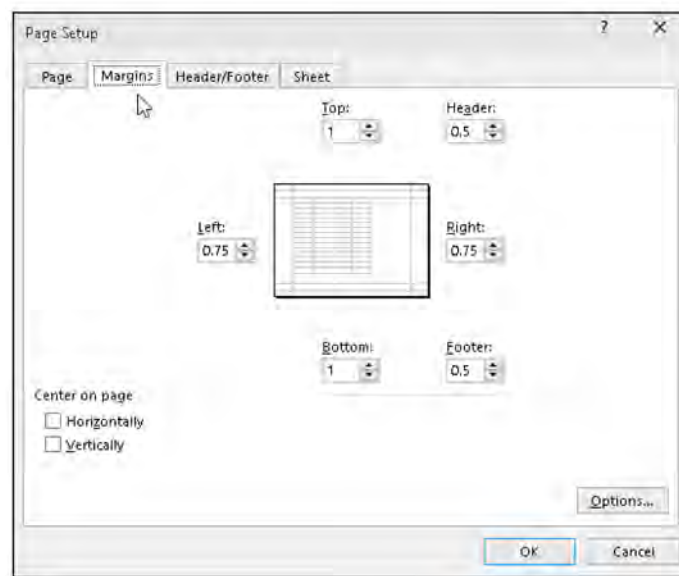 Page Setup ? ×
Page Margins Header/Footer Sheet
Top: Header:
1 0.5
Left: Right:
0.75 0.75
Bottom: Footer:
1 0.5
Center on page
Horizontally
Vertically
Options...
OK Cancel